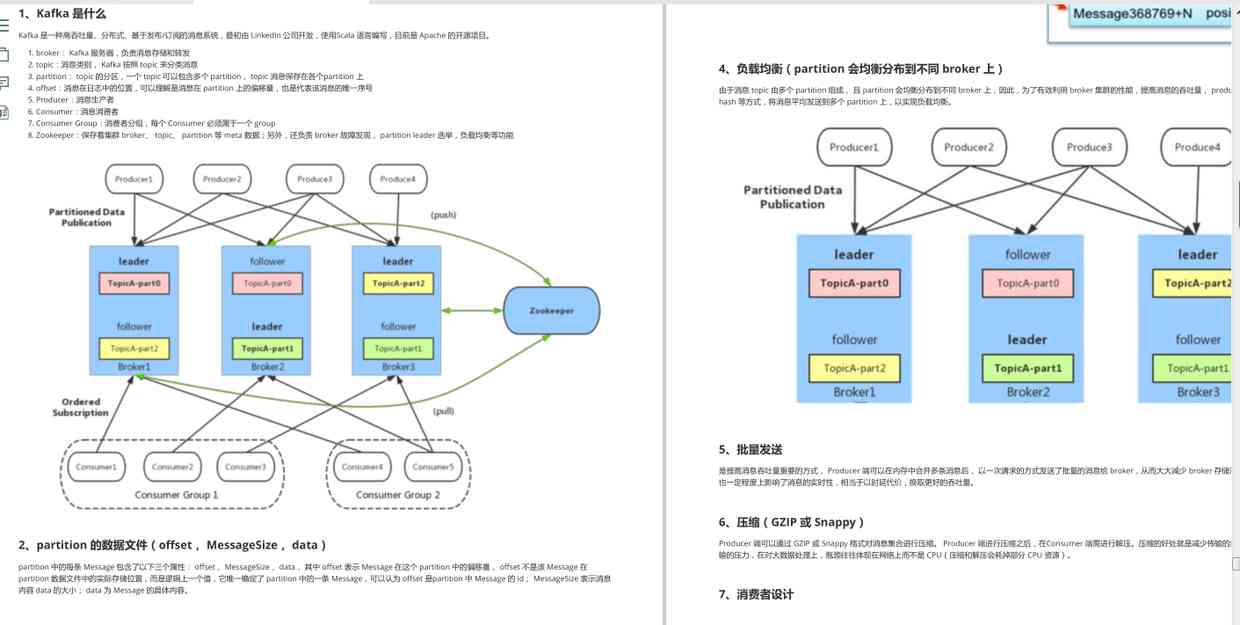 1、Kafka 是什么
Kafka 是一种高吞吐量、分布式、基于发布/订阅的消息系统，最初由 LinkedIn 公司开发，使用Scala 语言编写，目前是 Apache 的开源项目。
1. broker： Kafka 服务器，负责消息存储和转发
2. topic：消息类别， Kafka 按照 topic 来分类消息
3. partition： topic 的分区，一个 topic 可以包含多个 partition， topic 消息保存在各个partition 上
4. offset：消息在日志中的位置，可以理解是消息在 partition 上的偏移量，也是代表该消息的唯一序号
5. Producer：消息生产者
6. Consumer：消息消费者
7. Consumer Group：消费者分组，每个 Consumer 必须属于一个 group
8. Zookeeper：保存着集群 broker、 topic、 partition 等 meta 数据；另外，还负责 broker 故障发现， partition leader 选举，负载均衡等功能
Producer1
Producer2
Produce3
Produce4
Partitioned Data
Publication
(push)
leader
follower
leader
TopicA-part0
TopicA-part0
TopicA-part2
Zookeeper
follower
leader
follower
TopicA-part2
TopicA-part1
TopicA-part1
Broker1
Broker2
Broker3
Ordered
Subscription
(pull)
Consumer1
Consumer2
Consumer3
Consumer4
Consumer5
Consumer Group 1
Consumer Group 2
2、partition 的数据文件（ offset， MessageSize， data ）
partition 中的每条 Message 包含了以下三个属性： offset， MessageSize， data，其中 offset 表示 Message 在这个 partition 中的偏移量， offset 不是该 Message 在
partition 数据文件中的实际存储位置，而是逻辑上一个值，它唯一确定了 partition 中的一条 Message，可以认为 offset 是partition 中 Message 的 id； MessageSize 表示消息
内容 data 的大小； data 为 Message 的具体内容。
Message368769+N posi
4、负载均衡（ partition 会均衡分布到不同 broker 上）
由于消息 topic 由多个 partition 组成， 且 partition 会均衡分布到不同 broker 上，因此，为了有效利用 broker 集群的性能，提高消息的吞吐量， produ
hash 等方式，将消息平均发送到多个 partition 上，以实现负载均衡。
Producer1
Producer2
Produce3
Produce4
Partitioned Data
Publication
leader
follower
leader
TopicA-part0
TopicA-part0
TopicA-part2
follower
leader
follower
TopicA-part2
TopicA-part1
TopicA-part1
Broker1
Broker2
Broker3
5、批量发送
是提高消息吞吐量重要的方式， Producer 端可以在内存中合并多条消息后， 以一次请求的方式发送了批量的消息给 broker，从而大大减少 broker 存储
也一定程度上影响了消息的实时性，相当于以时延代价，换取更好的吞吐量。
6、压缩（ GZIP 或 Snappy ）
Producer 端可以通过 GZIP 或 Snappy 格式对消息集合进行压缩。 Producer 端进行压缩之后，在Consumer 端需进行解压。压缩的好处就是减少传输的
输的压力，在对大数据处理上，瓶颈往往体现在网络上而不是 CPU（压缩和解压会耗掉部分 CPU 资源）。
7、消费者设计